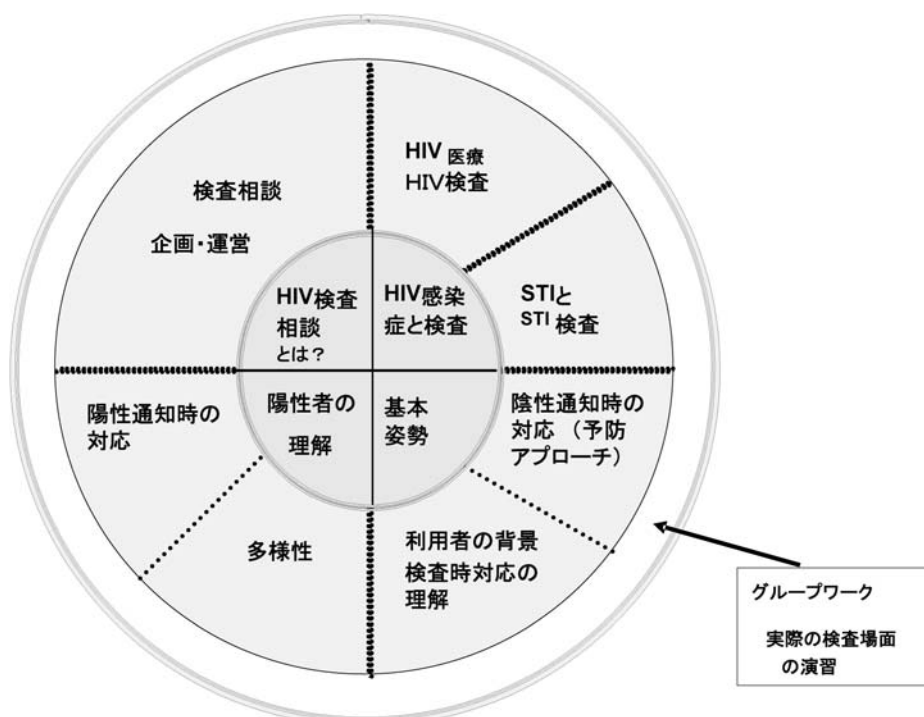 検査相談
企画・運営
HIV 医療
HIV検査
STIと
STI 検査
HIV検査
相談
とは？
HIV感染
症と検査
陽性者の
理解
基本
姿勢
陽性通知時の
対応
陰性通知時の
対応 （予防
アプローチ）
多様性
利用者の背景
検査時対応の
理解
グループワーク
実際の検査場面
の演習